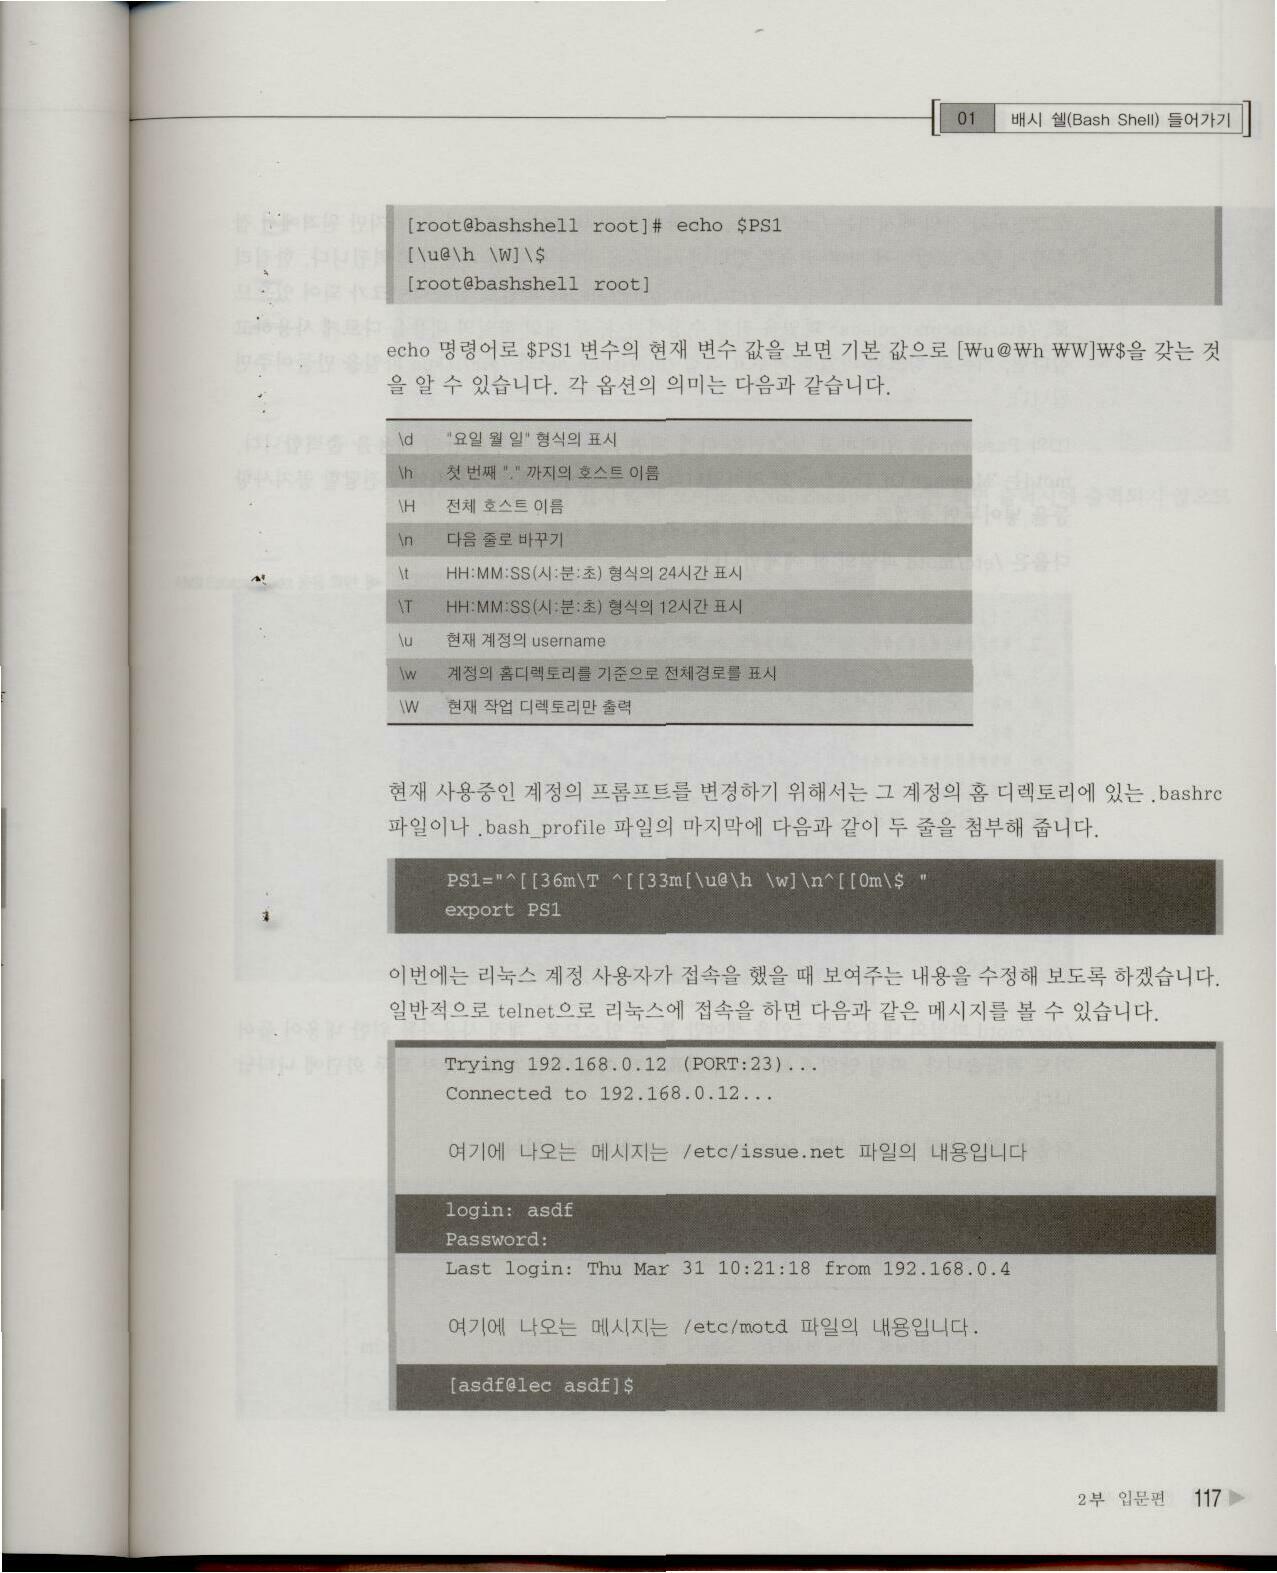 01 배시 쉘(Bash Shell) 들어가기
[root@bashshell root]# echo $PS1
[\u@\h \W]\$
[root@bashshell root]
echo 명령어로 $PS1 변수의 현재 변수 값을 보면 기본 값으로 [₩u@₩h ₩W]₩$을 갖는 것
을 알 수 있습니다. 각 옵션의 의미는 다음과 같습니다.
\d "요일 월 일" 형식의 표시
\h 첫 번째 "." 까지의 호스트 이름
\H 전체 호스트 이름
\n 다음 줄로 바꾸기
\t HH:MM:SS(시:분:초) 형식의 24시간 표시
\T HH:MM:SS(시:분:초) 형식의 12시간 표시
\u 현재 계정의 username
\w 계정의 홈디렉토리를 기준으로 전체경로를 표시
\W 현재 작업 디렉토리만 출력
현재 사용중인 계정의 프롬프트를 변경하기 위해서는 그 계정의 홈 디렉토리에 있는 .bashrc
파일이나 .bash_profile 파일의 마지막에 다음과 같이 두 줄을 첨부해 줍니다.
PS1="^[[36m\T ^[[33m[\u@\h \w]\n^[[0m\$ "
export PS1
이번에는 리눅스 계정 사용자가 접속을 했을 때 보여주는 내용을 수정해 보도록 하겠습니다.
일반적으로 telnet으로 리눅스에 접속을 하면 다음과 같은 메시지를 볼 수 있습니다.
Trying 192.168.0.12 (PORT:23)...
Connected to 192.168.0.12...
여기에 나오는 메시지는 /etc/issue.net 파일의 내용입니다
login: asdf
Password:
Last login: Thu Mar 31 10:21:18 from 192.168.0.4
여기에 나오는 메시지는 /etc/motd 파일의 내용입니다.
[asdf@lec asdf]$
2부 입문편 117